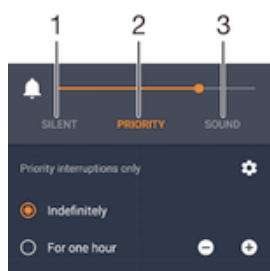 1 2 3
SILENT PRIORITY SOUND
Priority interruptions only
Indefinitely
For one hour